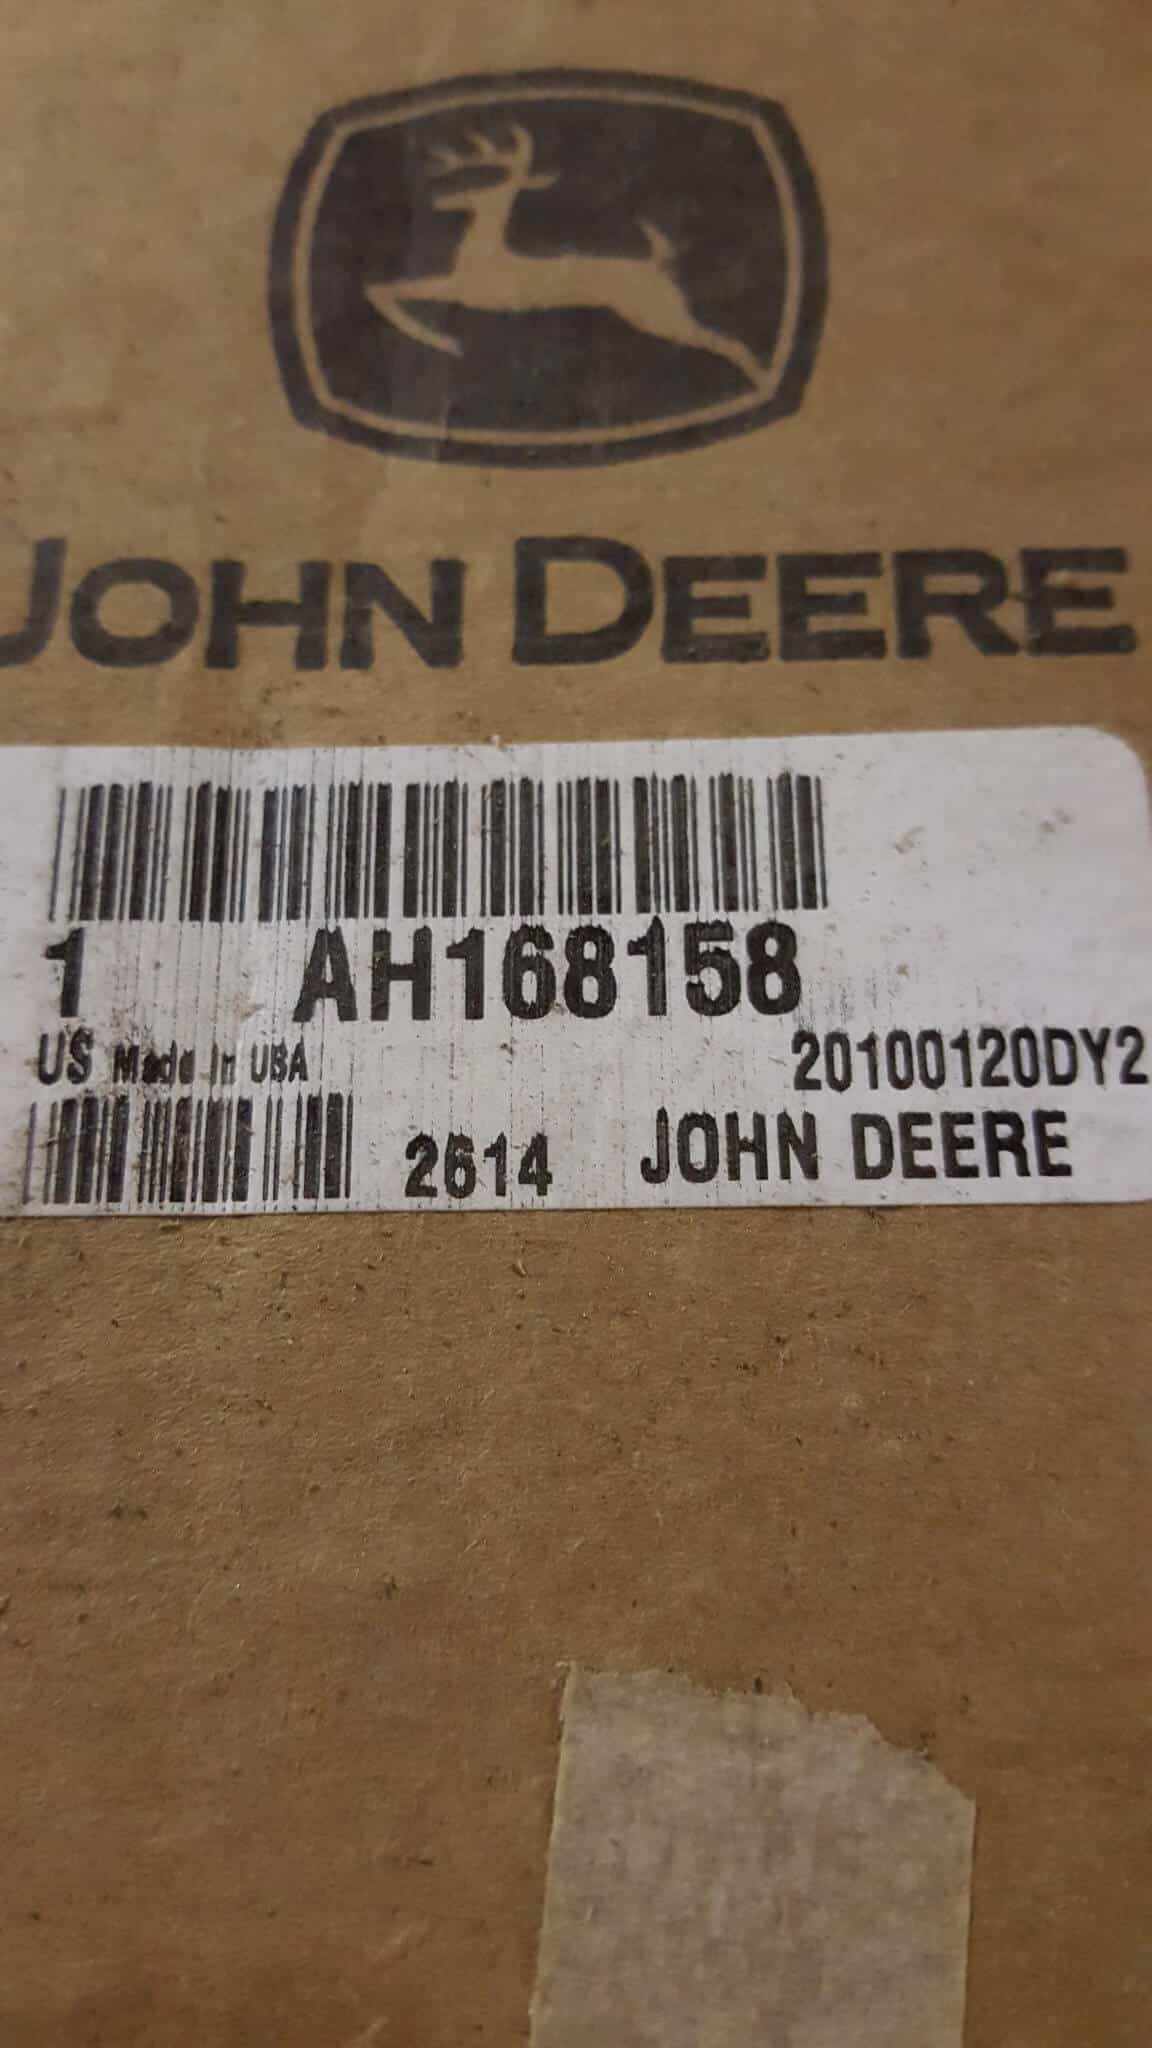 JOHN DEERE
1 AH168158
US Made in USA 20100120DY2
2614 JOHN DEERE